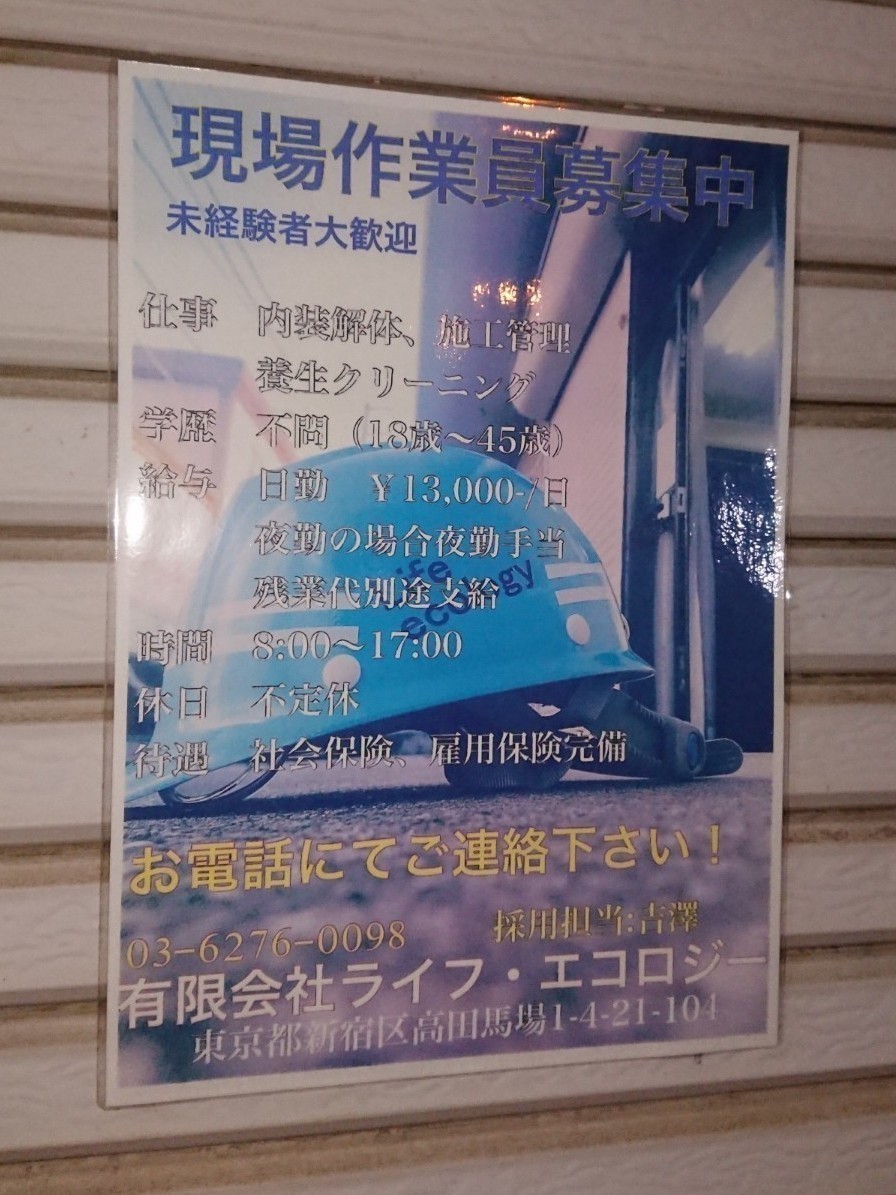 現場作業員募集中
未経験者大歓迎
仕事 内装解体、施工管理
養生クリーニング
学歴 不問（18歳〜45歳）
給与 日勤 ￥13,000-/日
夜勤の場合夜勤手当
残業代別途支給
Life
ecology
時間 8:00〜17:00
休日 不定休
待遇 社会保険、雇用保険完備
お電話にてご連絡下さい！
03-6276-0098 採用担当:吉澤
有限会社ライフ・エコロジー
東京都新宿区高田馬場1-4-21-104